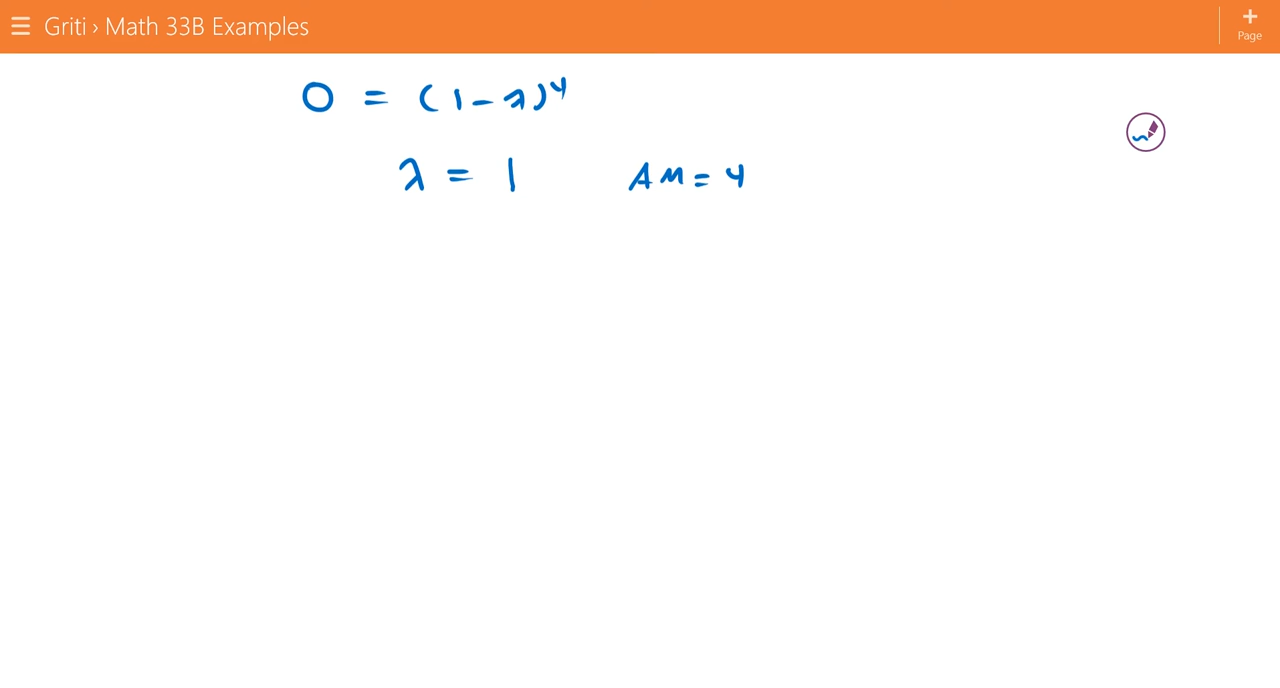 Griti › Math 33B Examples
+
Page
0 = (1 - λ)⁴
λ = 1 AM = 4